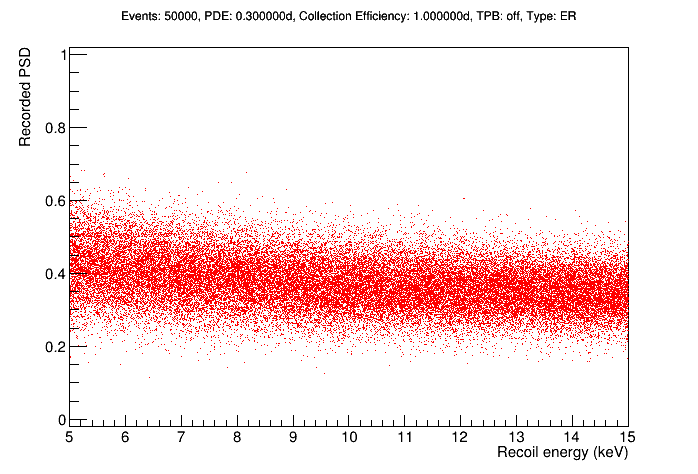 Events: 50000, PDE: 0.300000d, Collection Efficiency: 1.000000d, TPB: off, Type: ER
Recorded PSD
1
0.8
0.6
0.4
0.2
0
5 6 7 8 9 10 11 12 13 14 15
Recoil energy (keV)